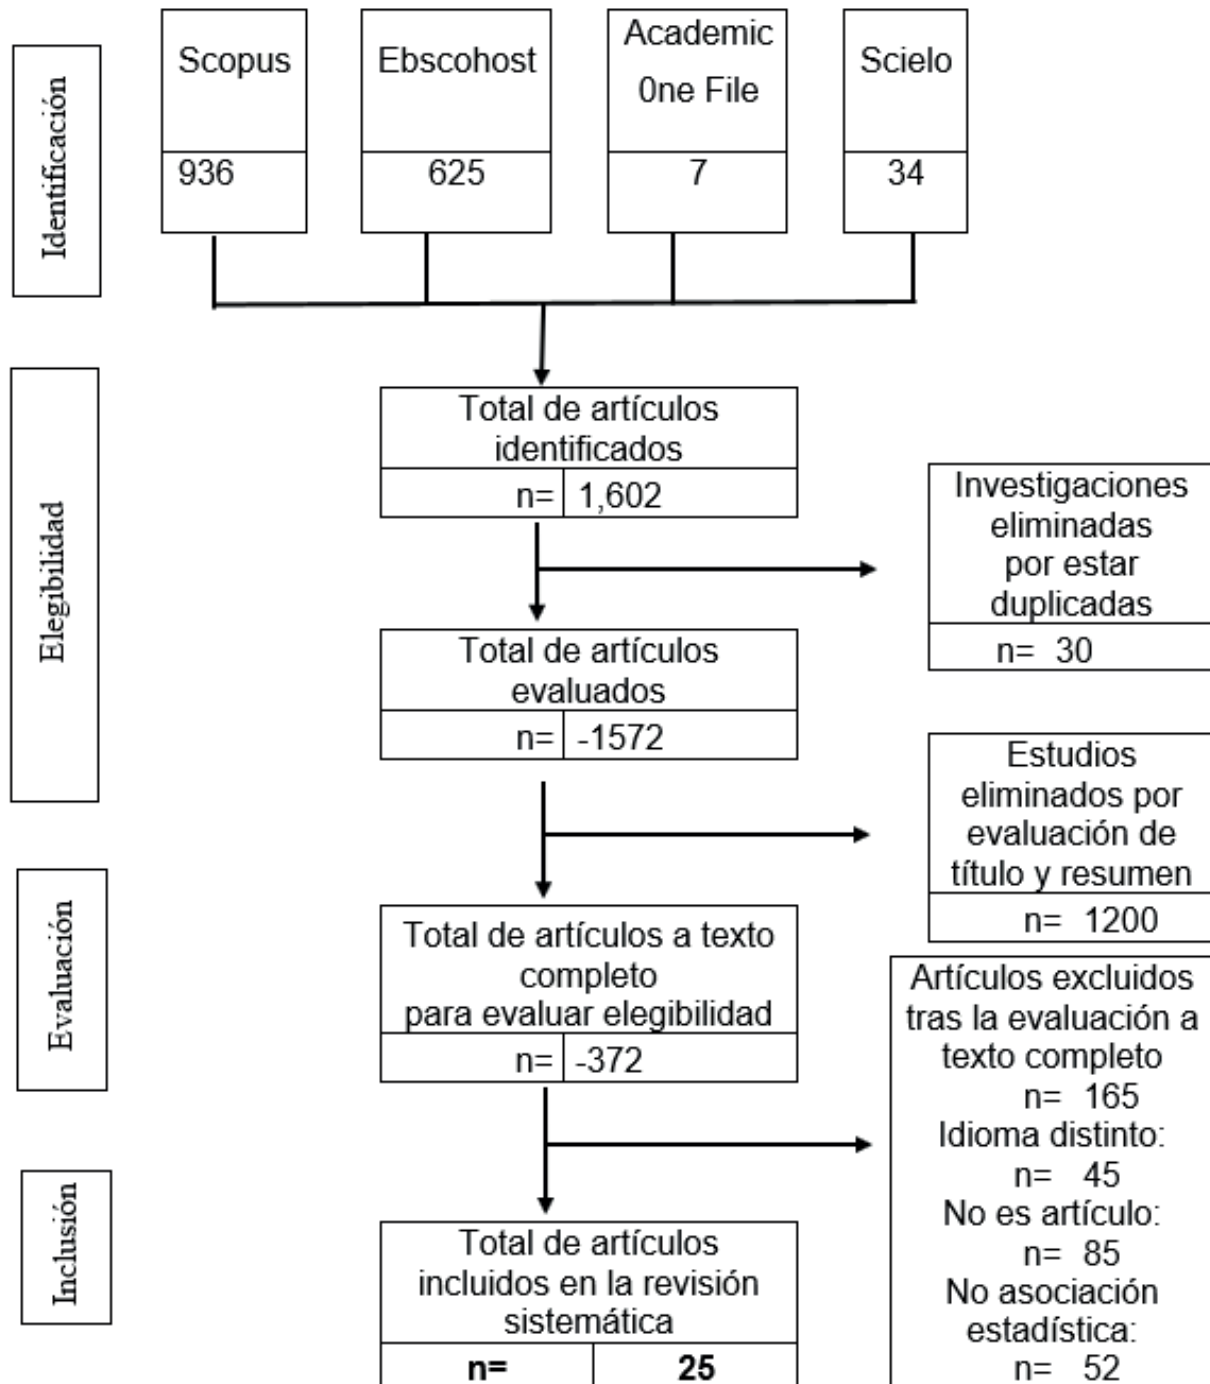 Identificación
Scopus
936
Ebscohost
625
Academic
0ne File
7
Scielo
34
Elegibilidad
Total de artículos
identificados
n= 1,602
Investigaciones
eliminadas
por estar
duplicadas
n= 30
Total de artículos
evaluados
n= -1572
Estudios
eliminados por
evaluación de
título y resumen
n= 1200
Evaluación
Total de artículos a texto
completo
para evaluar elegibilidad
n= -372
Artículos excluidos
tras la evaluación a
texto completo
n= 165
Idioma distinto:
n= 45
No es artículo:
n= 85
No asociación
estadística:
n= 52
Inclusión
Total de artículos
incluidos en la revisión
sistemática
n= 25